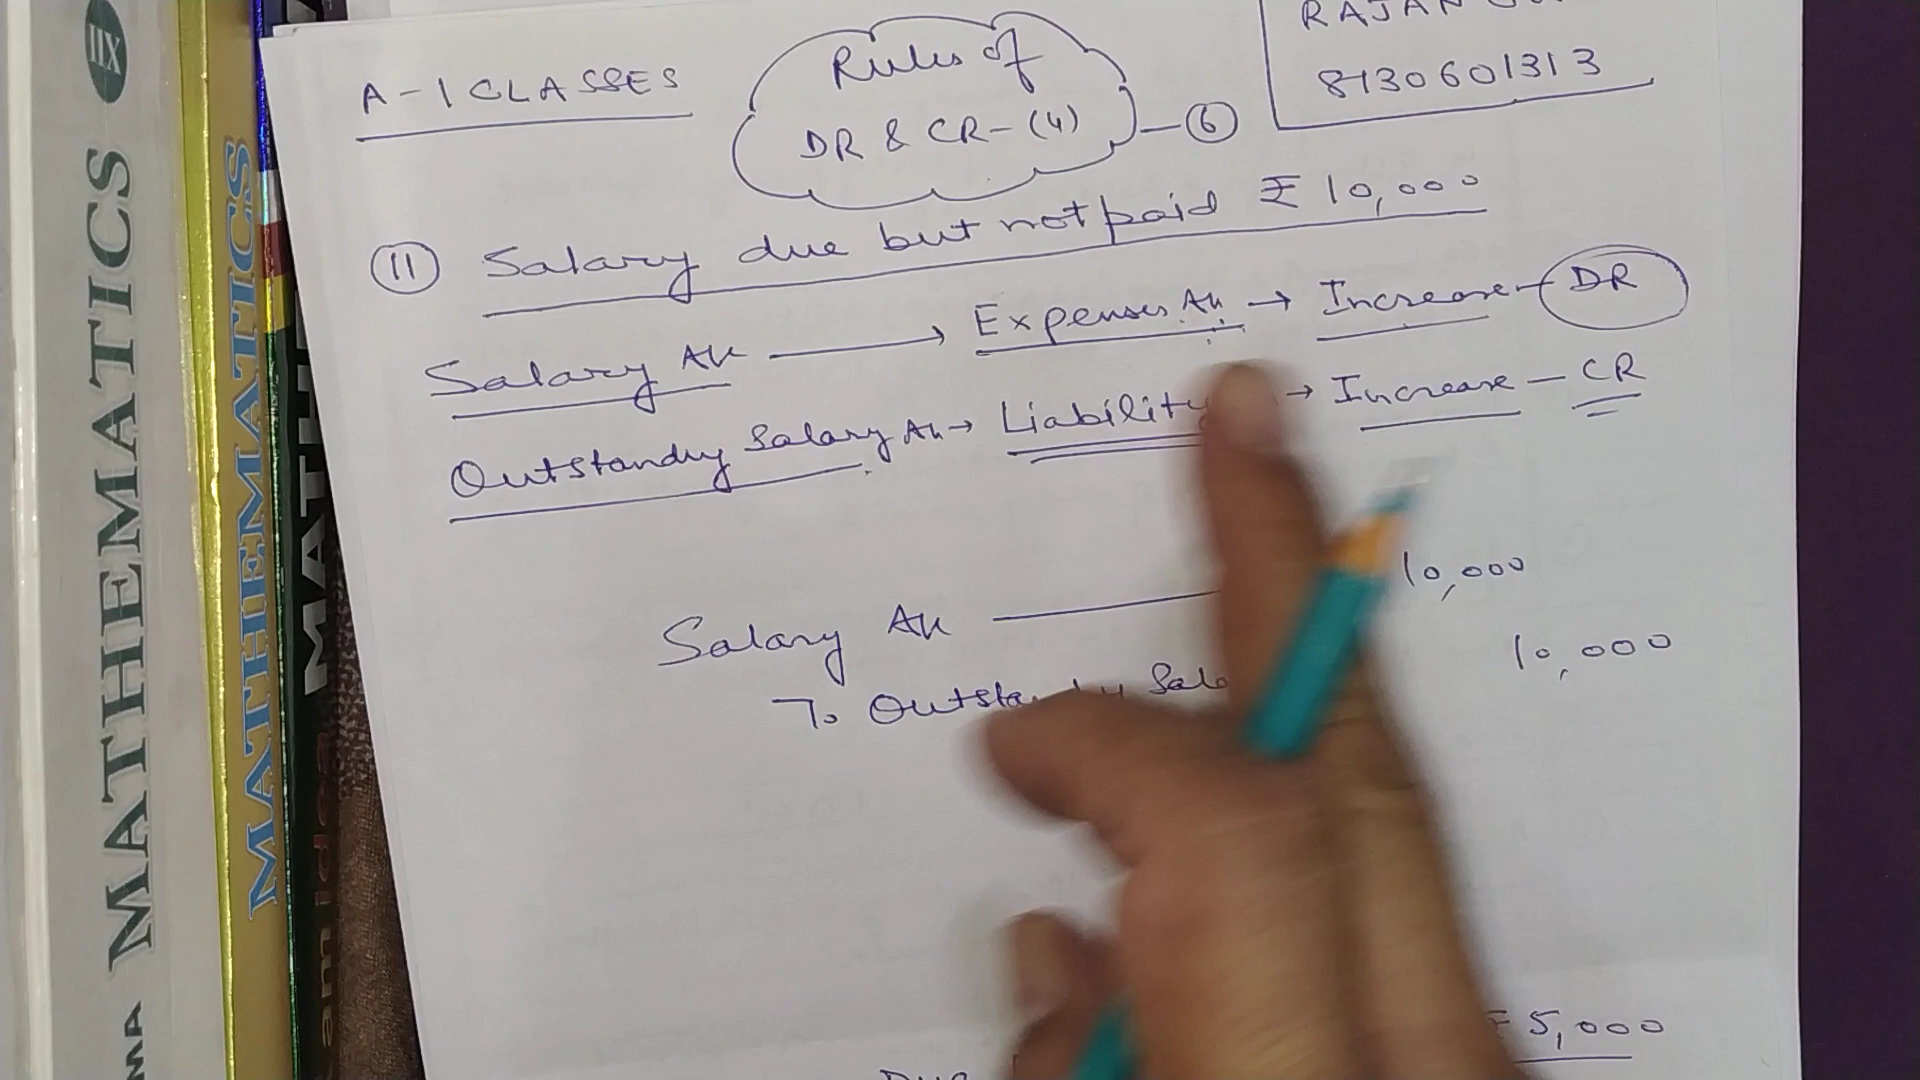 A-1 CLASSES
Rules of
DR & CR-(4)
6
RAJAN
8130601313
11 Salary due but not paid ₹ 10,000
Salary A/c → Expenses A/c → Increase - DR
Outstanding Salary A/c → Liability → Increase - CR
Salary A/c 10,000
To Outstanding 10,000
₹ 5,000
MATHEMATICS IIX
MATHEMATICS